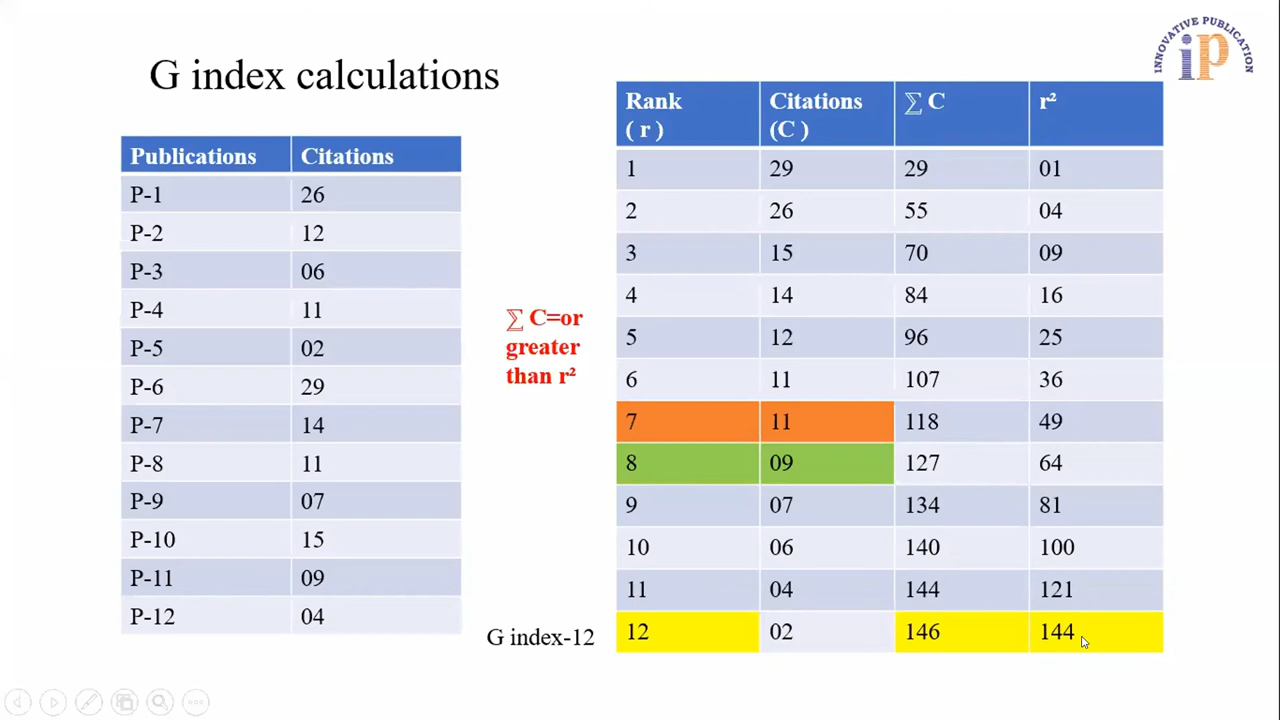 INNOVATIVE PUBLICATION
ip
G index calculations
Publications Citations
P-1 26
P-2 12
P-3 06
P-4 11
P-5 02
P-6 29
P-7 14
P-8 11
P-9 07
P-10 15
P-11 09
P-12 04
∑ C=or
greater
than r²
G index-12
Rank Citations ∑ C r²
( r ) (C )
1 29 29 01
2 26 55 04
3 15 70 09
4 14 84 16
5 12 96 25
6 11 107 36
7 11 118 49
8 09 127 64
9 07 134 81
10 06 140 100
11 04 144 121
12 02 146 144